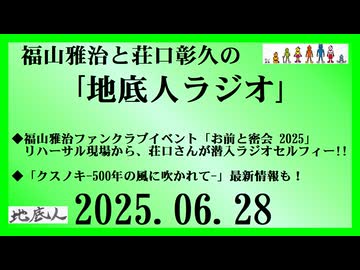 福山雅治と荘口彰久の
「地底人ラジオ」
◆福山雅治ファンクラブイベント「お前と密会 2025」
リハーサル現場から、荘口さんが潜入ラジオセルフィー!!
◆「クスノキ-500年の風に吹かれて-」最新情報も！
地底人
2025.06.28